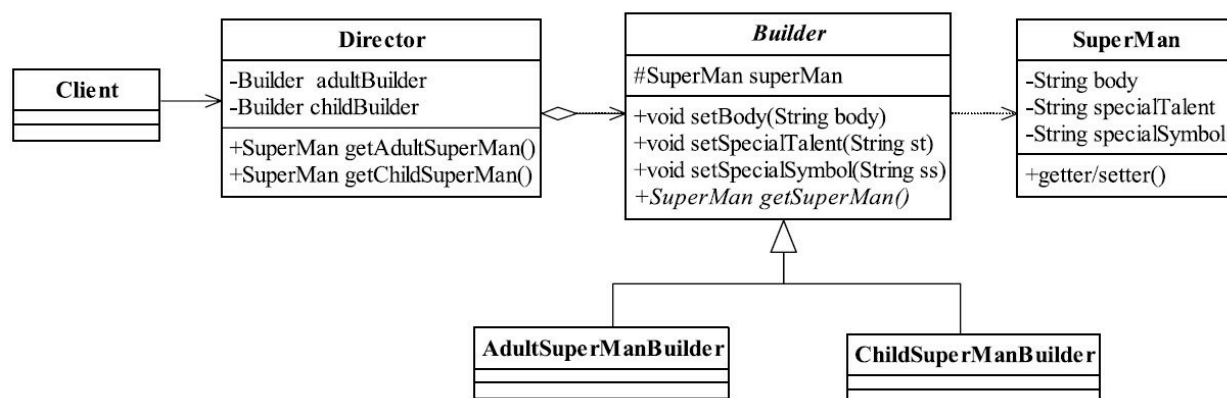 Client
Director
-Builder  adultBuilder
-Builder childBuilder
+SuperMan getAdultSuperMan()
+SuperMan getChildSuperMan()
Builder
#SuperMan superMan
+void setBody(String body)
+void setSpecialTalent(String st)
+void setSpecialSymbol(String ss)
+SuperMan getSuperMan()
SuperMan
-String body
-String specialTalent
-String specialSymbol
+getter/setter()
AdultSuperManBuilder
ChildSuperManBuilder